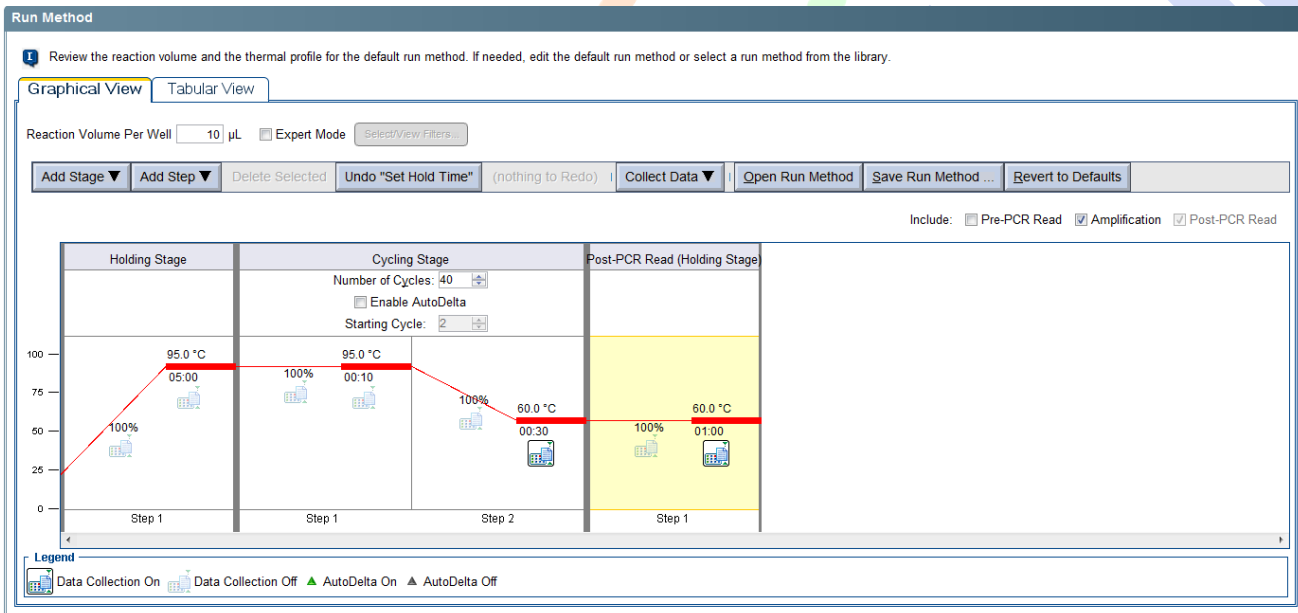 Run Method
Review the reaction volume and the thermal profile for the default run method. If needed, edit the default run method or select a run method from the library.
Graphical View Tabular View
Reaction Volume Per Well 10 µL Expert Mode Select/View Filters...
Add Stage ▼ Add Step ▼ Delete Selected Undo "Set Hold Time" (nothing to Redo) Collect Data ▼ Open Run Method Save Run Method ... Revert to Defaults
Include: Pre-PCR Read Amplification Post-PCR Read
Holding Stage Cycling Stage Post-PCR Read (Holding Stage)
Number of Cycles: 40
Enable AutoDelta
Starting Cycle: 2
100 95.0 °C 95.0 °C
05:00 100% 00:10
75 100% 60.0 °C 60.0 °C
50 100% 00:30 100% 01:00
25
0
Step 1 Step 1 Step 2 Step 1
Legend
Data Collection On Data Collection Off AutoDelta On AutoDelta Off